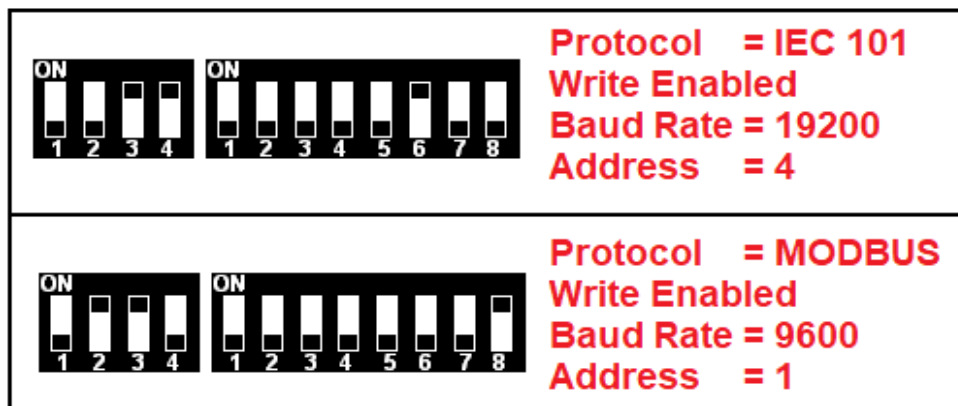 ON
1 2 3 4
ON
1 2 3 4 5 6 7 8
Protocol = IEC 101
Write Enabled
Baud Rate = 19200
Address = 4
ON
1 2 3 4
ON
1 2 3 4 5 6 7 8
Protocol = MODBUS
Write Enabled
Baud Rate = 9600
Address = 1